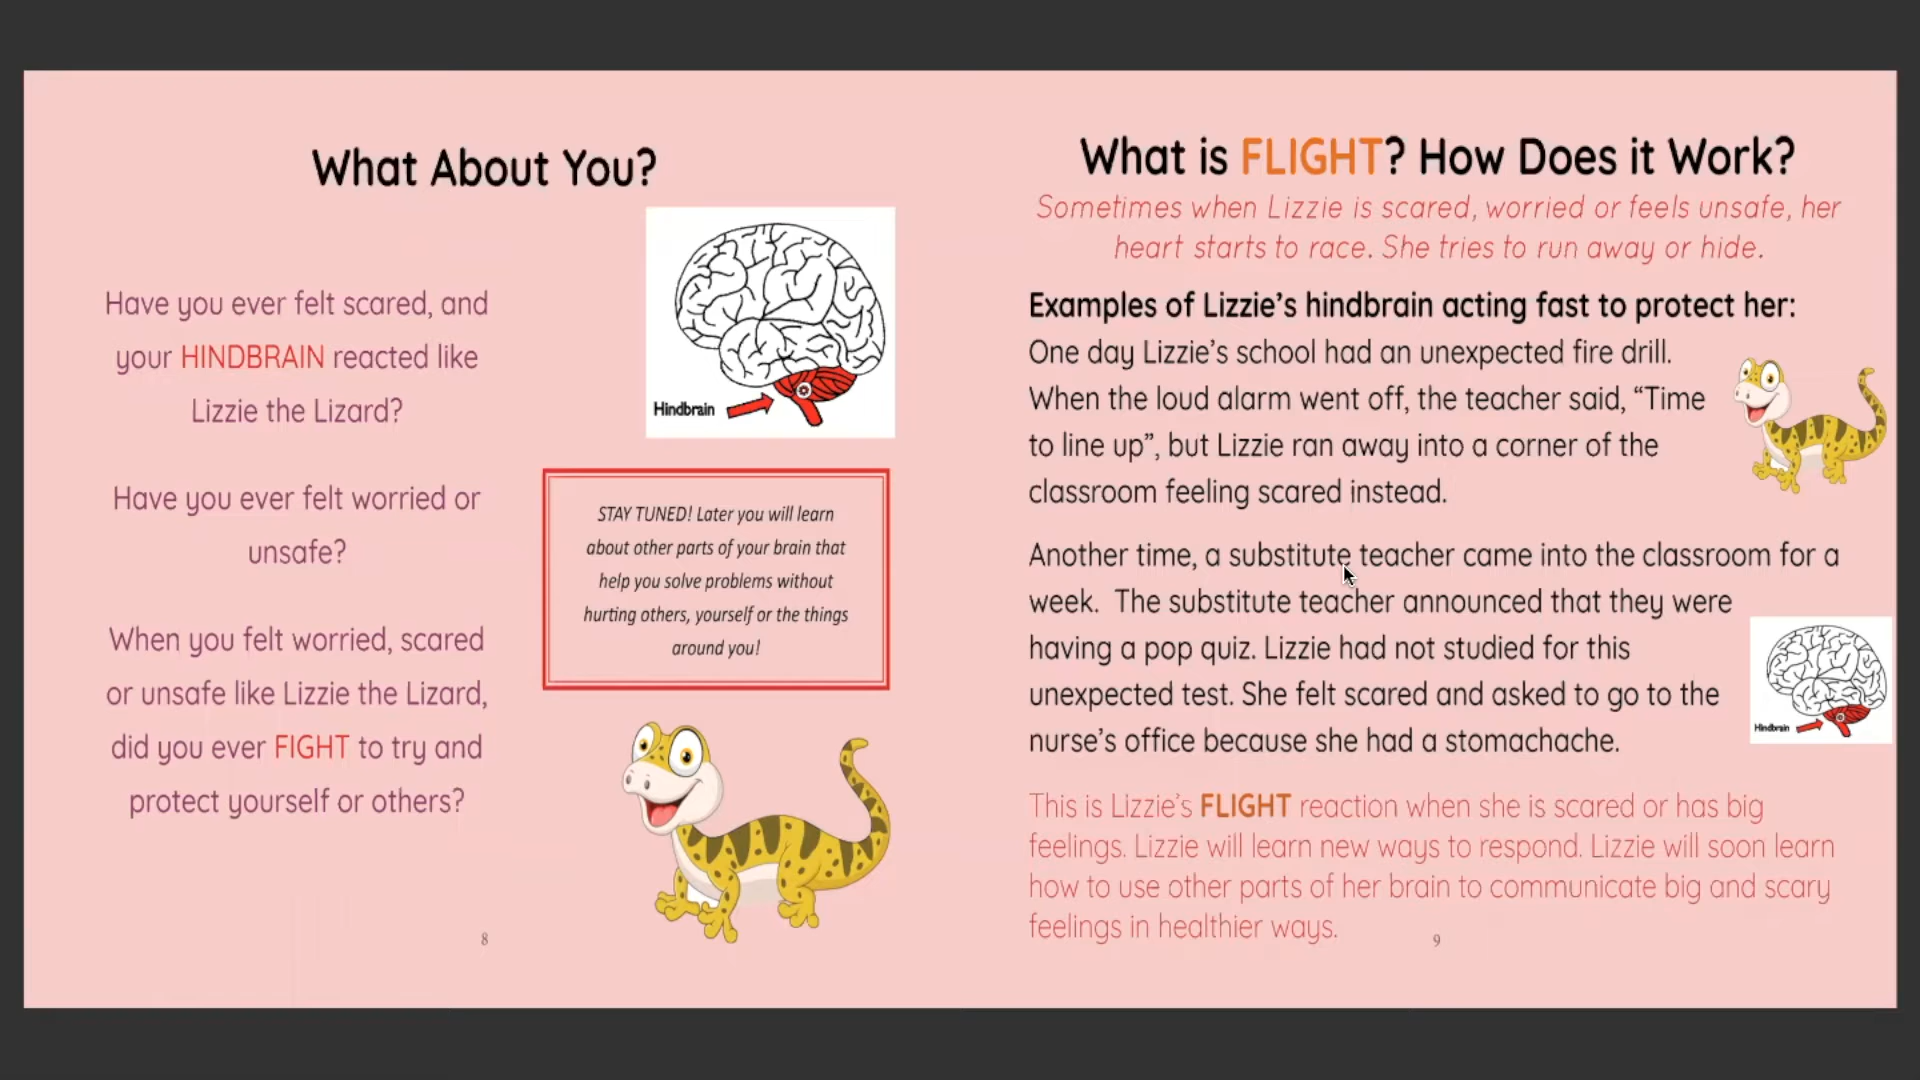 What About You?
Have you ever felt scared, and
your HINDBRAIN reacted like
Lizzie the Lizard?
Have you ever felt worried or
unsafe?
When you felt worried, scared
or unsafe like Lizzie the Lizard,
did you ever FIGHT to try and
protect yourself or others?
Hindbrain
STAY TUNED! Later you will learn
about other parts of your brain that
help you solve problems without
hurting others, yourself or the things
around you!
8
What is FLIGHT? How Does it Work?
Sometimes when Lizzie is scared, worried or feels unsafe, her
heart starts to race. She tries to run away or hide.
Examples of Lizzie's hindbrain acting fast to protect her:
One day Lizzie's school had an unexpected fire drill.
When the loud alarm went off, the teacher said, “Time
to line up”, but Lizzie ran away into a corner of the
classroom feeling scared instead.
Another time, a substitute teacher came into the classroom for a
week.  The substitute teacher announced that they were
having a pop quiz. Lizzie had not studied for this
unexpected test. She felt scared and asked to go to the
nurse's office because she had a stomachache.
Hindbrain
This is Lizzie's FLIGHT reaction when she is scared or has big
feelings. Lizzie will learn new ways to respond. Lizzie will soon learn
how to use other parts of her brain to communicate big and scary
feelings in healthier ways.
9